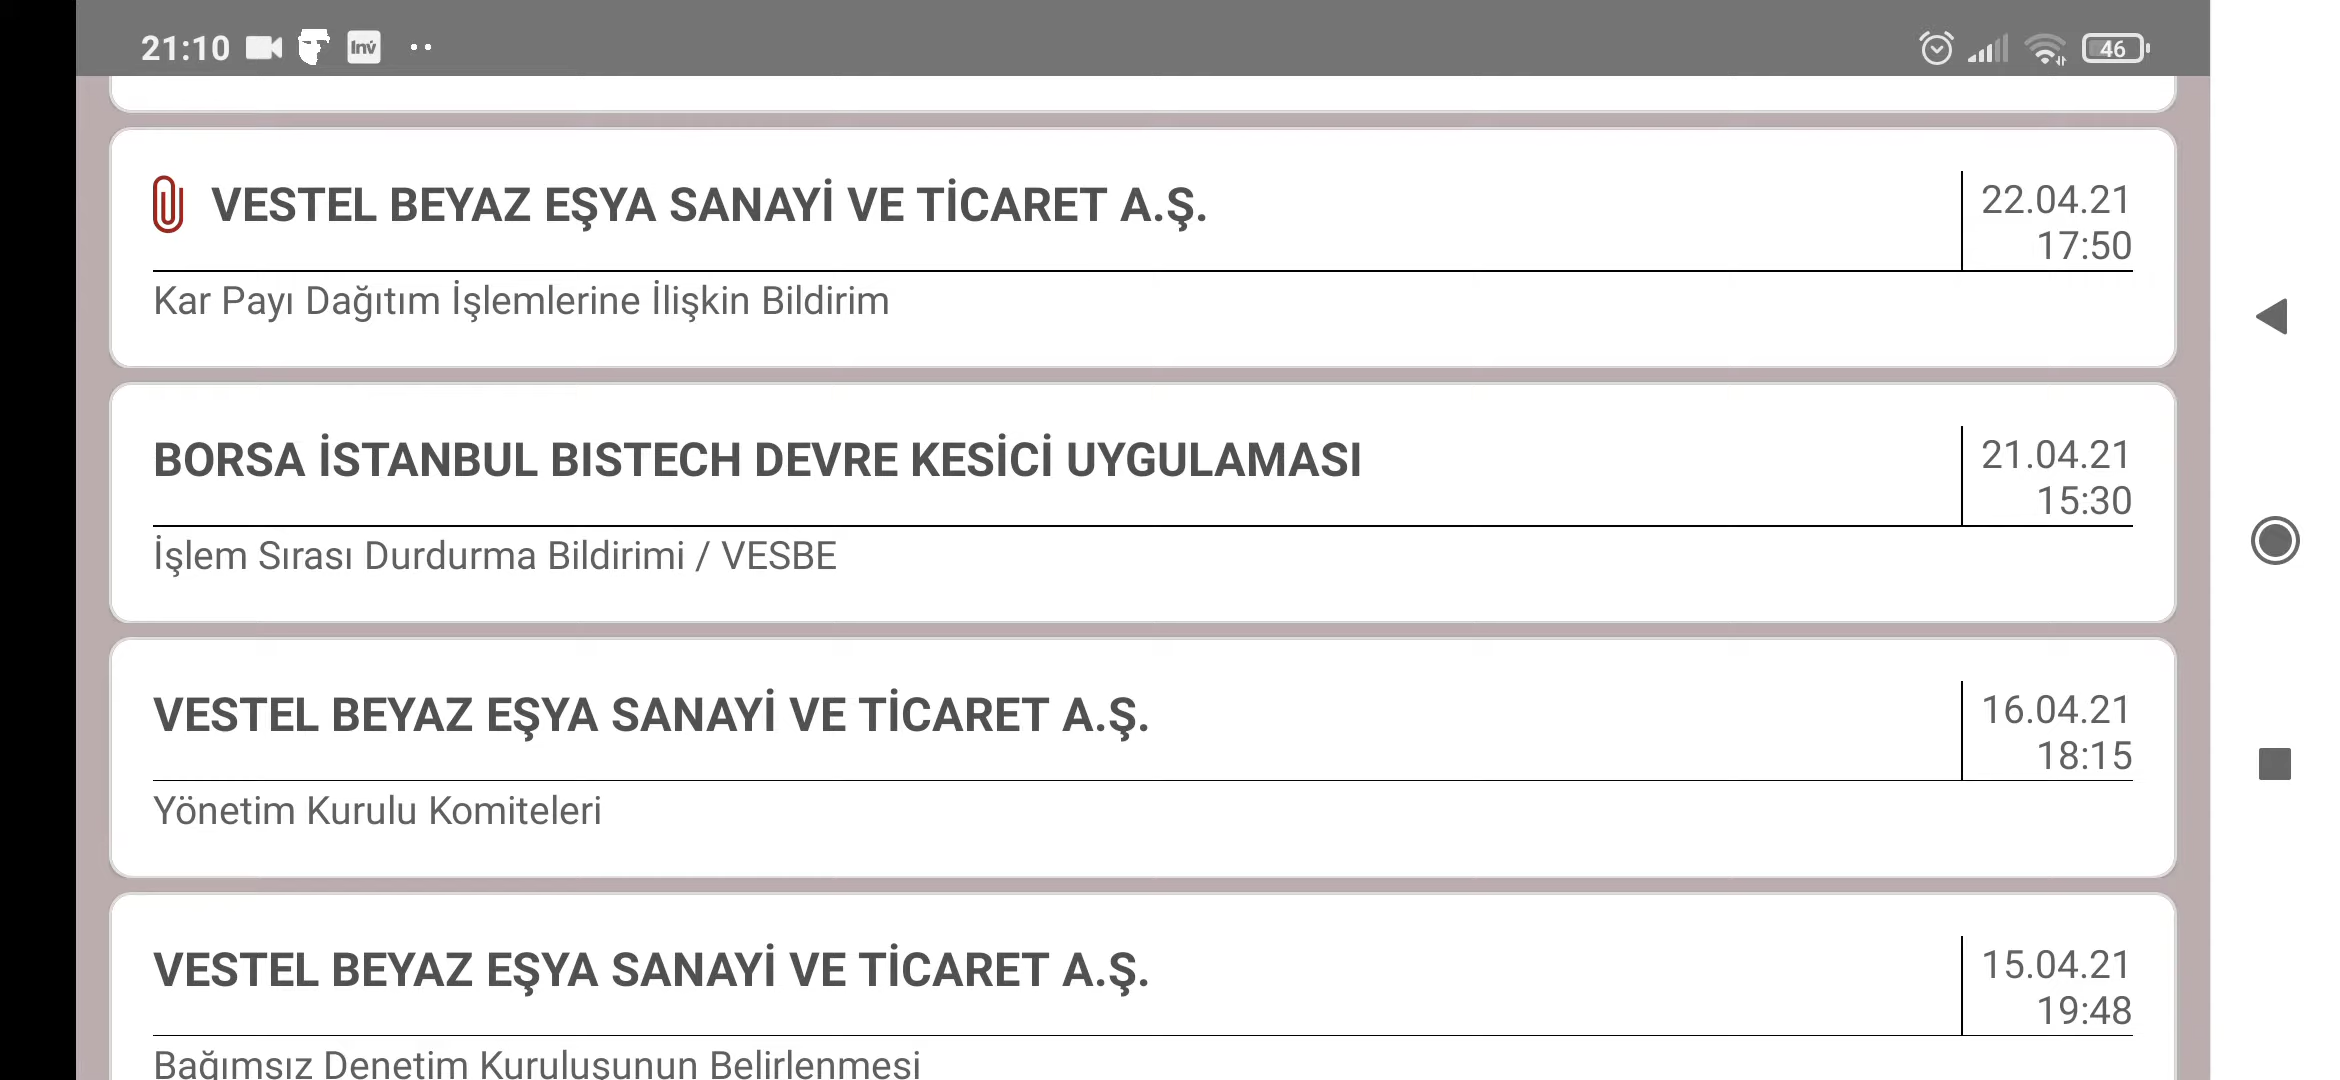 21:10 Inv 46
VESTEL BEYAZ EŞYA SANAYİ VE TİCARET A.Ş.
22.04.21
17:50
Kar Payı Dağıtım İşlemlerine İlişkin Bildirim
BORSA İSTANBUL BISTECH DEVRE KESİCİ UYGULAMASI
21.04.21
15:30
İşlem Sırası Durdurma Bildirimi / VESBE
VESTEL BEYAZ EŞYA SANAYİ VE TİCARET A.Ş.
16.04.21
18:15
Yönetim Kurulu Komiteleri
VESTEL BEYAZ EŞYA SANAYİ VE TİCARET A.Ş.
15.04.21
19:48
Bağımsız Denetim Kuruluşunun Belirlenmesi